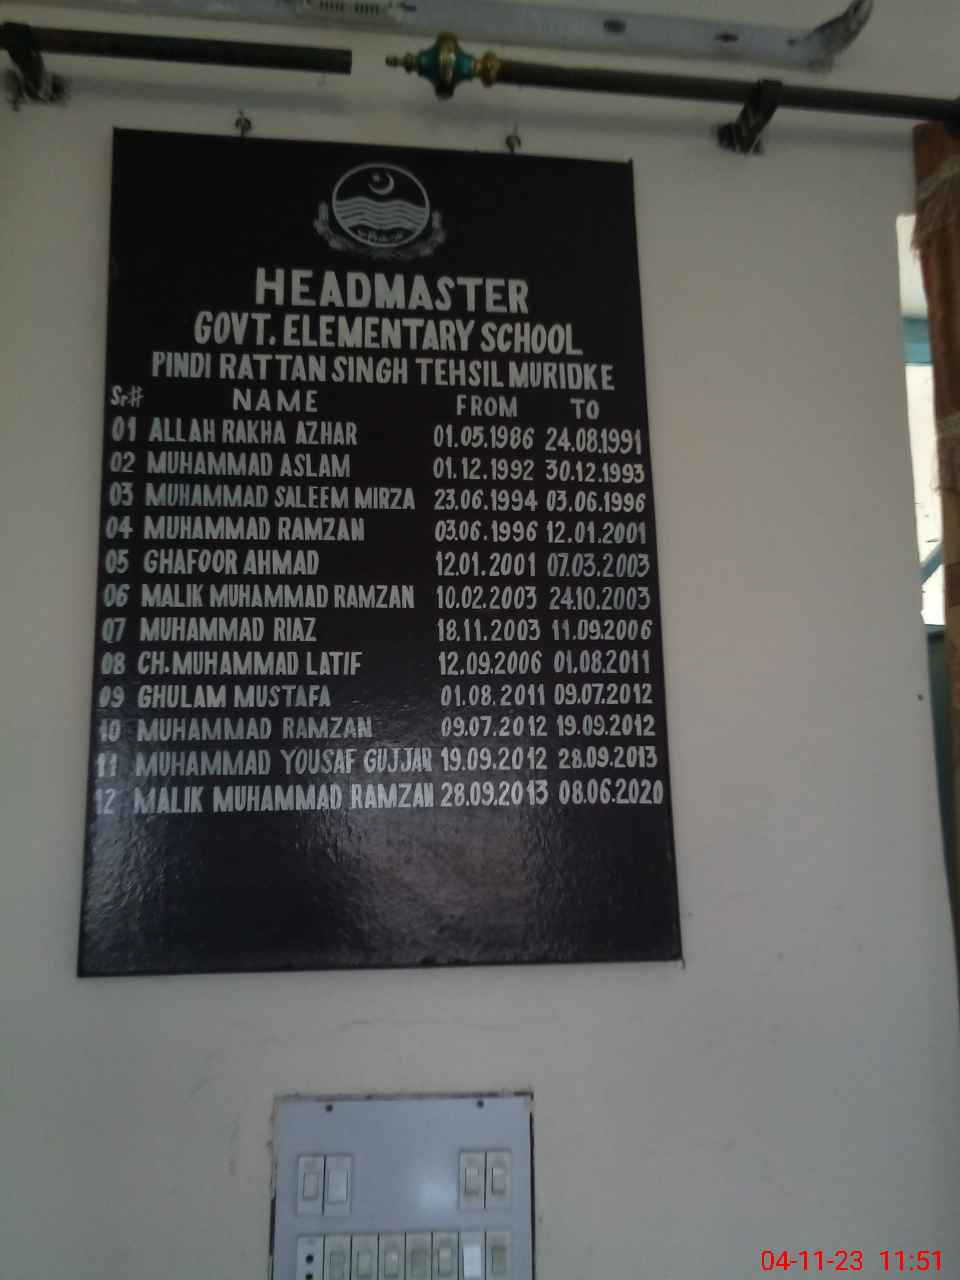 HEADMASTER
GOVT. ELEMENTARY SCHOOL
PINDI RATTAN SINGH TEHSIL MURIDKE
Sr# NAME FROM TO
01 ALLAH RAKHA AZHAR 01.05.1986 24.08.1991
02 MUHAMMAD ASLAM 01.12.1992 30.12.1993
03 MUHAMMAD SALEEM MIRZA 23.06.1994 03.06.1996
04 MUHAMMAD RAMZAN 03.06.1996 12.01.2001
05 GHAFOOR AHMAD 12.01.2001 07.03.2003
06 MALIK MUHAMMAD RAMZAN 10.02.2003 24.10.2003
07 MUHAMMAD RIAZ 18.11.2003 11.09.2006
08 CH.MUHAMMAD LATIF 12.09.2006 01.08.2011
09 GHULAM MUSTAFA 01.08.2011 09.07.2012
10 MUHAMMAD RAMZAN 09.07.2012 19.09.2012
11 MUHAMMAD YOUSAF GUJJAR 19.09.2012 28.09.2013
12 MALIK MUHAMMAD RAMZAN 28.09.2013 08.06.2020
04-11-23 11:51